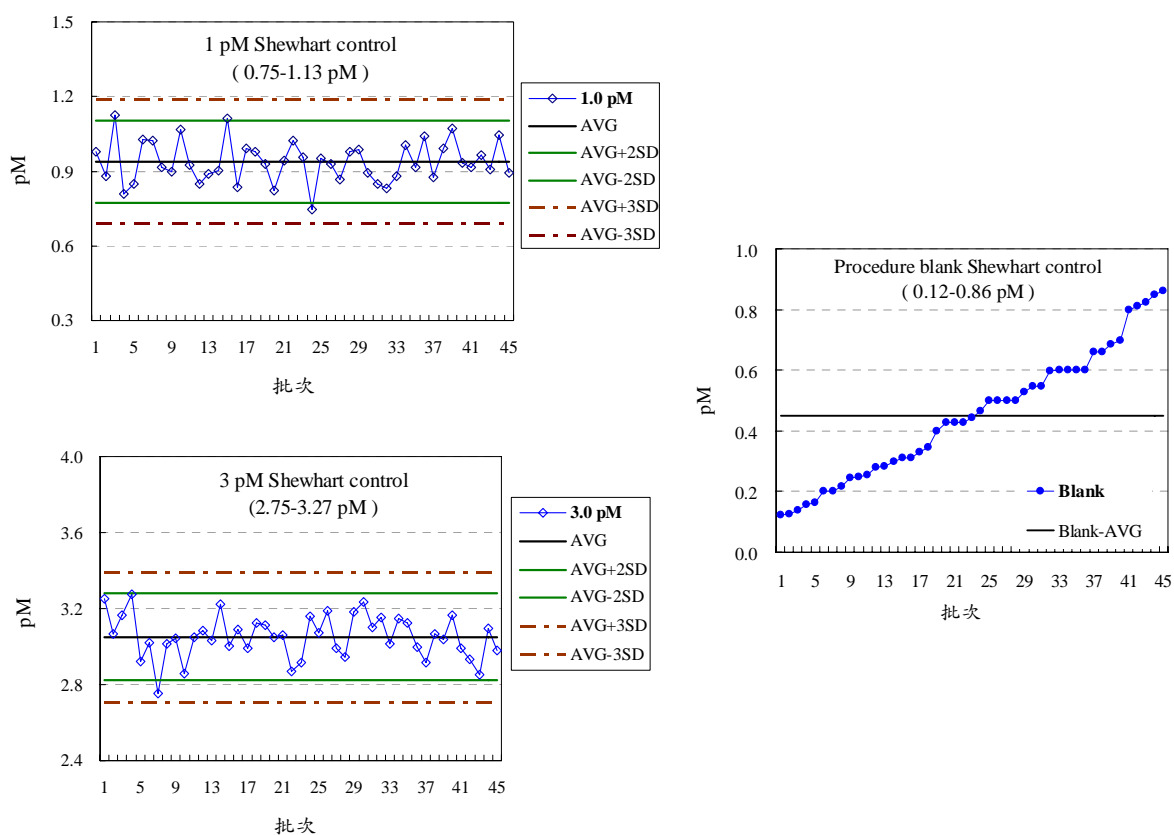 1 pM Shewhart control
( 0.75-1.13 pM )
1.5
1.2
0.9
0.6
0.3
pM
1 5 9 13 17 21 25 29 33 37 41 45
批次
1.0 pM
AVG
AVG+2SD
AVG-2SD
AVG+3SD
AVG-3SD
3 pM Shewhart control
(2.75-3.27 pM )
4.0
3.6
3.2
2.8
2.4
pM
1 5 9 13 17 21 25 29 33 37 41 45
批次
3.0 pM
AVG
AVG+2SD
AVG-2SD
AVG+3SD
AVG-3SD
Procedure blank Shewhart control
( 0.12-0.86 pM )
1.0
0.8
0.6
0.4
0.2
0.0
pM
Blank
Blank-AVG
1 5 9 13 17 21 25 29 33 37 41 45
批次